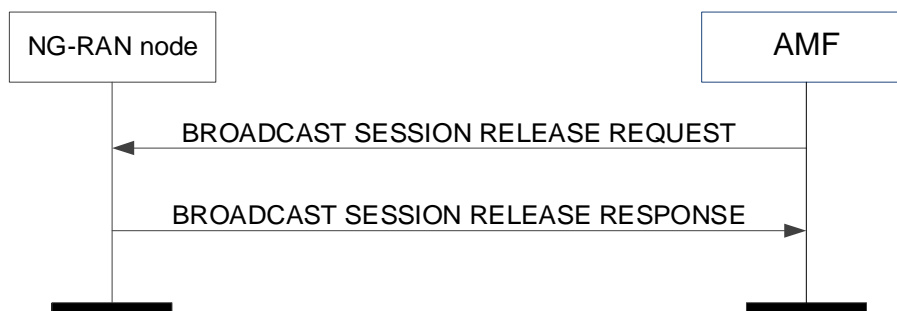 NG-RAN node
AMF
BROADCAST SESSION RELEASE REQUEST
BROADCAST SESSION RELEASE RESPONSE